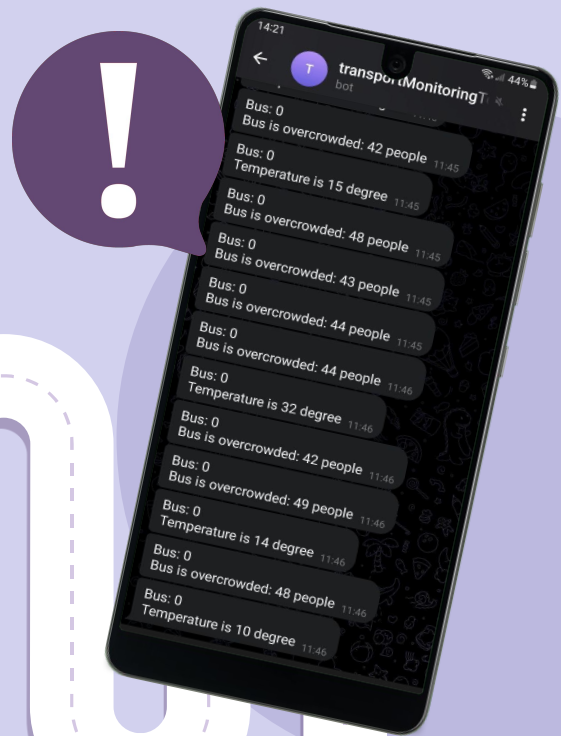 !
14:21
44%
transportMonitoringT
bot
Bus: 0
Bus is overcrowded: 42 people 11:45
Bus: 0
Temperature is 15 degree 11:45
Bus: 0
Bus is overcrowded: 48 people 11:45
Bus: 0
Bus is overcrowded: 43 people 11:45
Bus: 0
Bus is overcrowded: 44 people 11:45
Bus: 0
Bus is overcrowded: 44 people 11:46
Bus: 0
Temperature is 32 degree 11:46
Bus: 0
Bus is overcrowded: 42 people 11:46
Bus: 0
Bus is overcrowded: 49 people 11:46
Bus: 0
Temperature is 14 degree 11:46
Bus: 0
Bus is overcrowded: 48 people 11:46
Bus: 0
Temperature is 10 degree 11:46